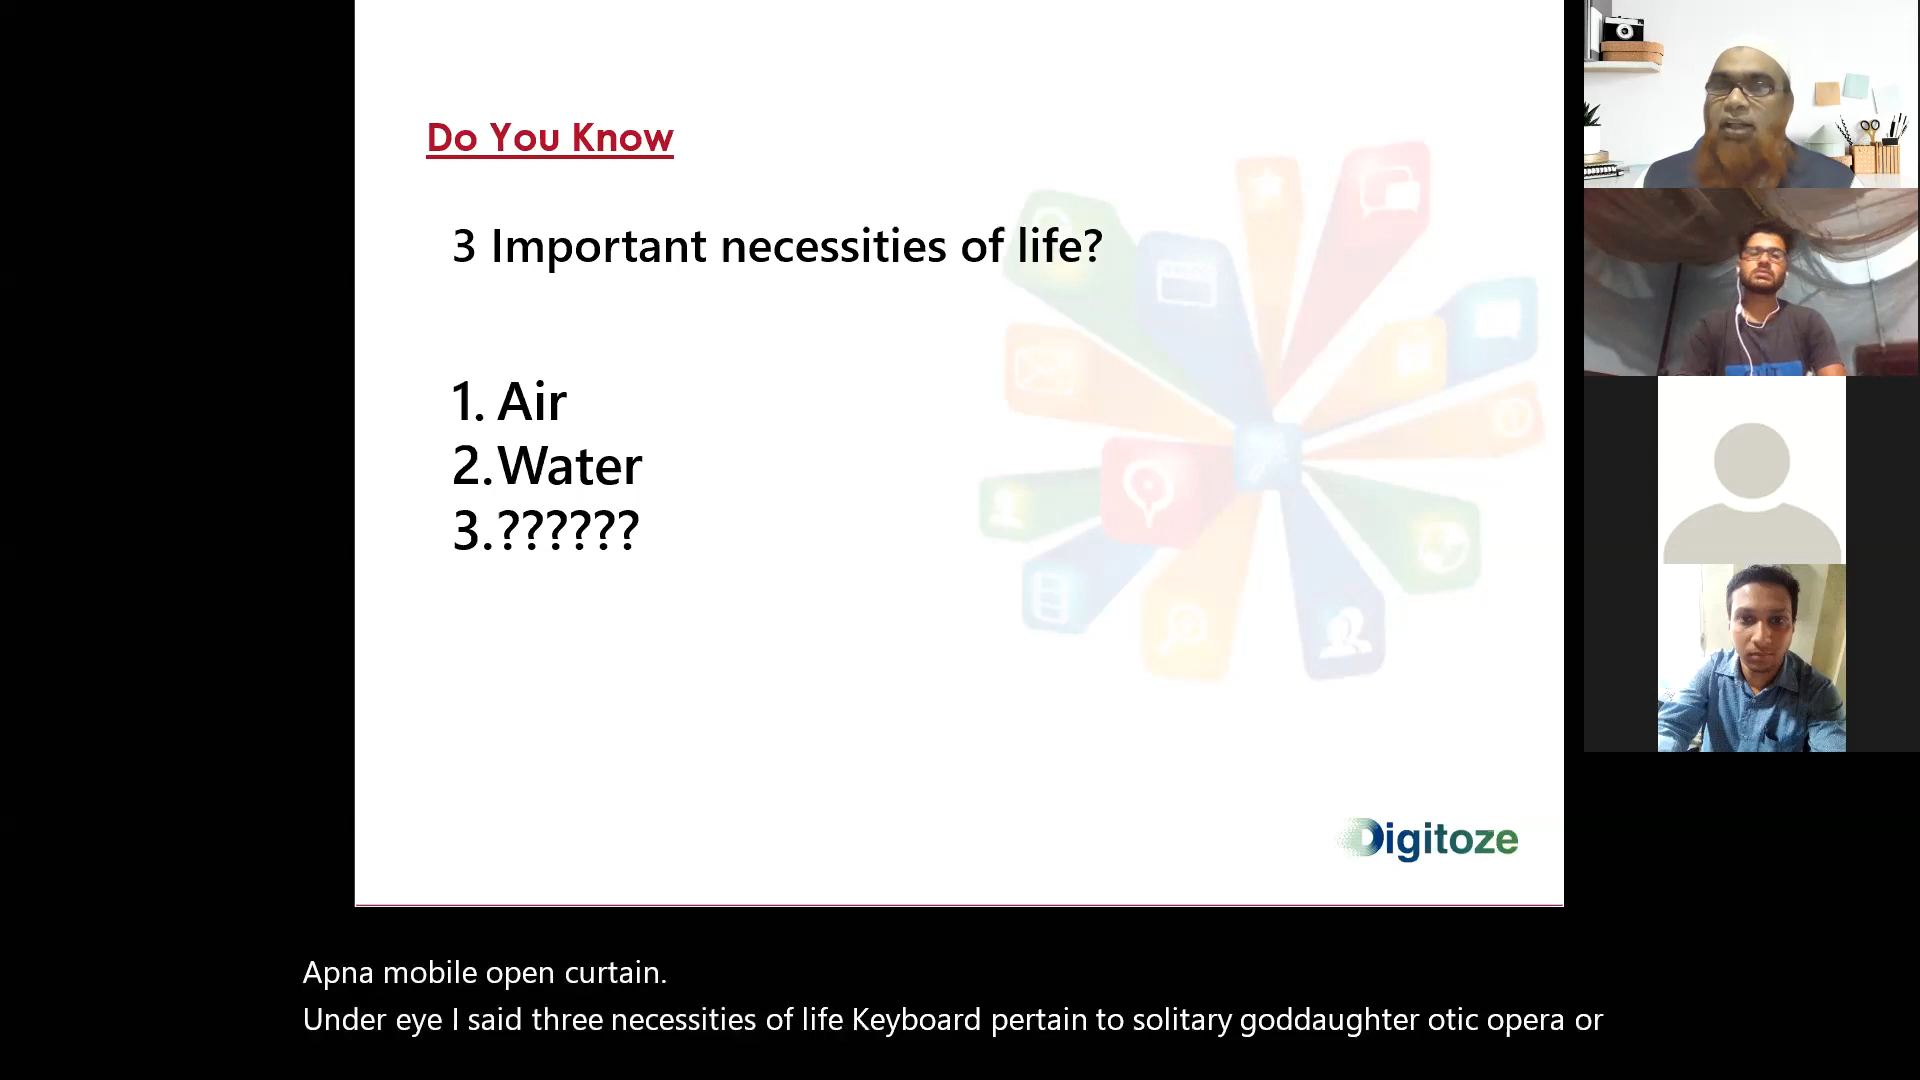 Do You Know
3 Important necessities of life?
1. Air
2. Water
3. ??????
Digitoze
Apna mobile open curtain.
Under eye I said three necessities of life Keyboard pertain to solitary goddaughter otic opera or